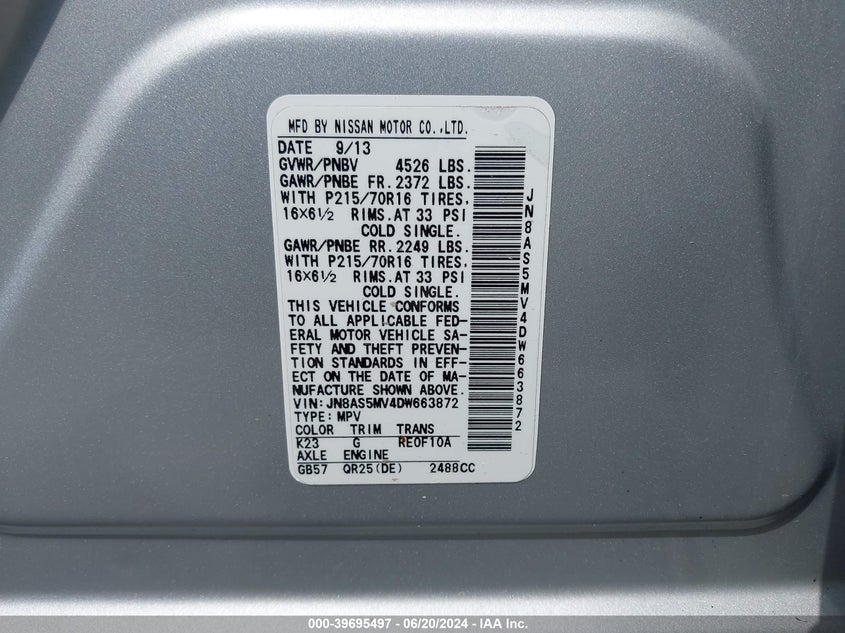 MFD BY NISSAN MOTOR CO.,LTD.
DATE 9/13
GVWR/PNBV 4526 LBS.
GAWR/PNBE FR. 2372 LBS.
WITH P215/70R16 TIRES,
16X6½ RIMS. AT 33 PSI
COLD SINGLE.
GAWR/PNBE RR. 2249 LBS.
WITH P215/70R16 TIRES,
16X6½ RIMS. AT 33 PSI
COLD SINGLE.
THIS VEHICLE CONFORMS
TO ALL APPLICABLE FED-
ERAL MOTOR VEHICLE SA-
FETY AND THEFT PREVEN-
TION STANDARDS IN EFF-
ECT ON THE DATE OF MA-
NUFACTURE SHOWN ABOVE.
VIN:JN8AS5MV4DW663872
TYPE:MPV
COLOR TRIM TRANS
K23 G RE0F10A
AXLE ENGINE
GB57 QR25(DE) 2488CC
JN8AS5MV4DW663872
000-39695497 - 06/20/2024 - IAA Inc.